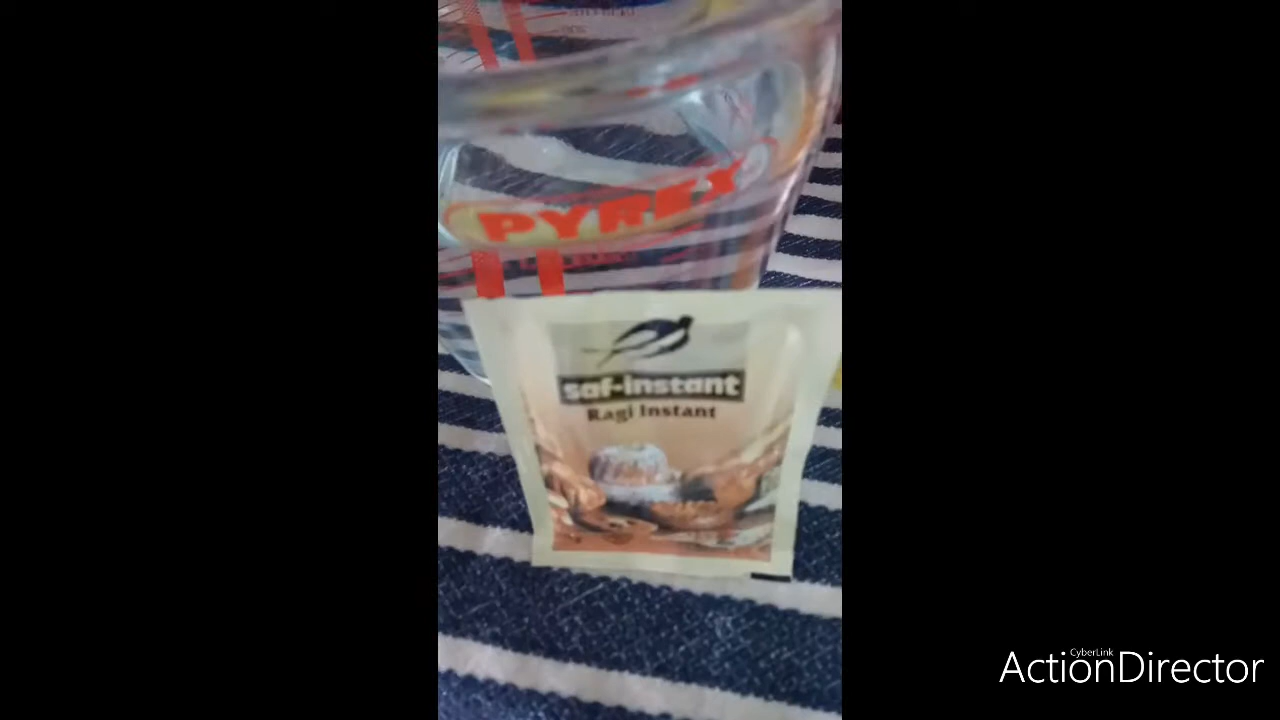 PYREX
saf-instant
Ragi Instant
CyberLink
ActionDirector